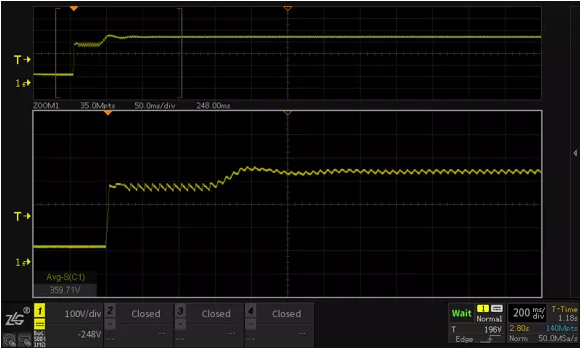 T
1
ZOOM1 35.0Mpts 50.0ms/div 248.00ms
T
1
Avg-S(C1)
359.71V
ZLG
1 100V/div
-248V
2 Closed
--
--
3 Closed
--
--
4 Closed
--
--
Wait
1
Normal
T 196V
Edge
200 ms/div
T-Time
1.18s
2.80s 140Mpts
Norm 50.0MSa/s